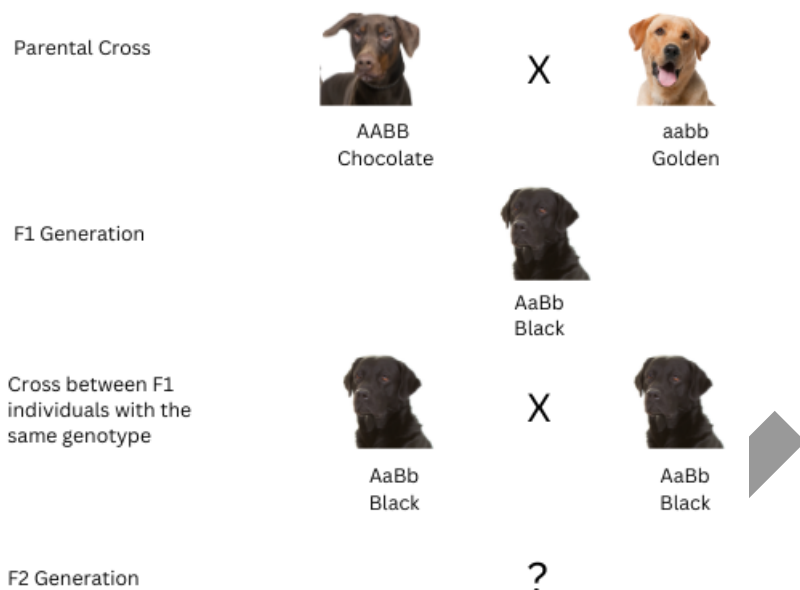 Parental Cross
X
AABB
Chocolate
aabb
Golden
F1 Generation
AaBb
Black
Cross between F1
individuals with the
same genotype
X
AaBb
Black
AaBb
Black
F2 Generation
?